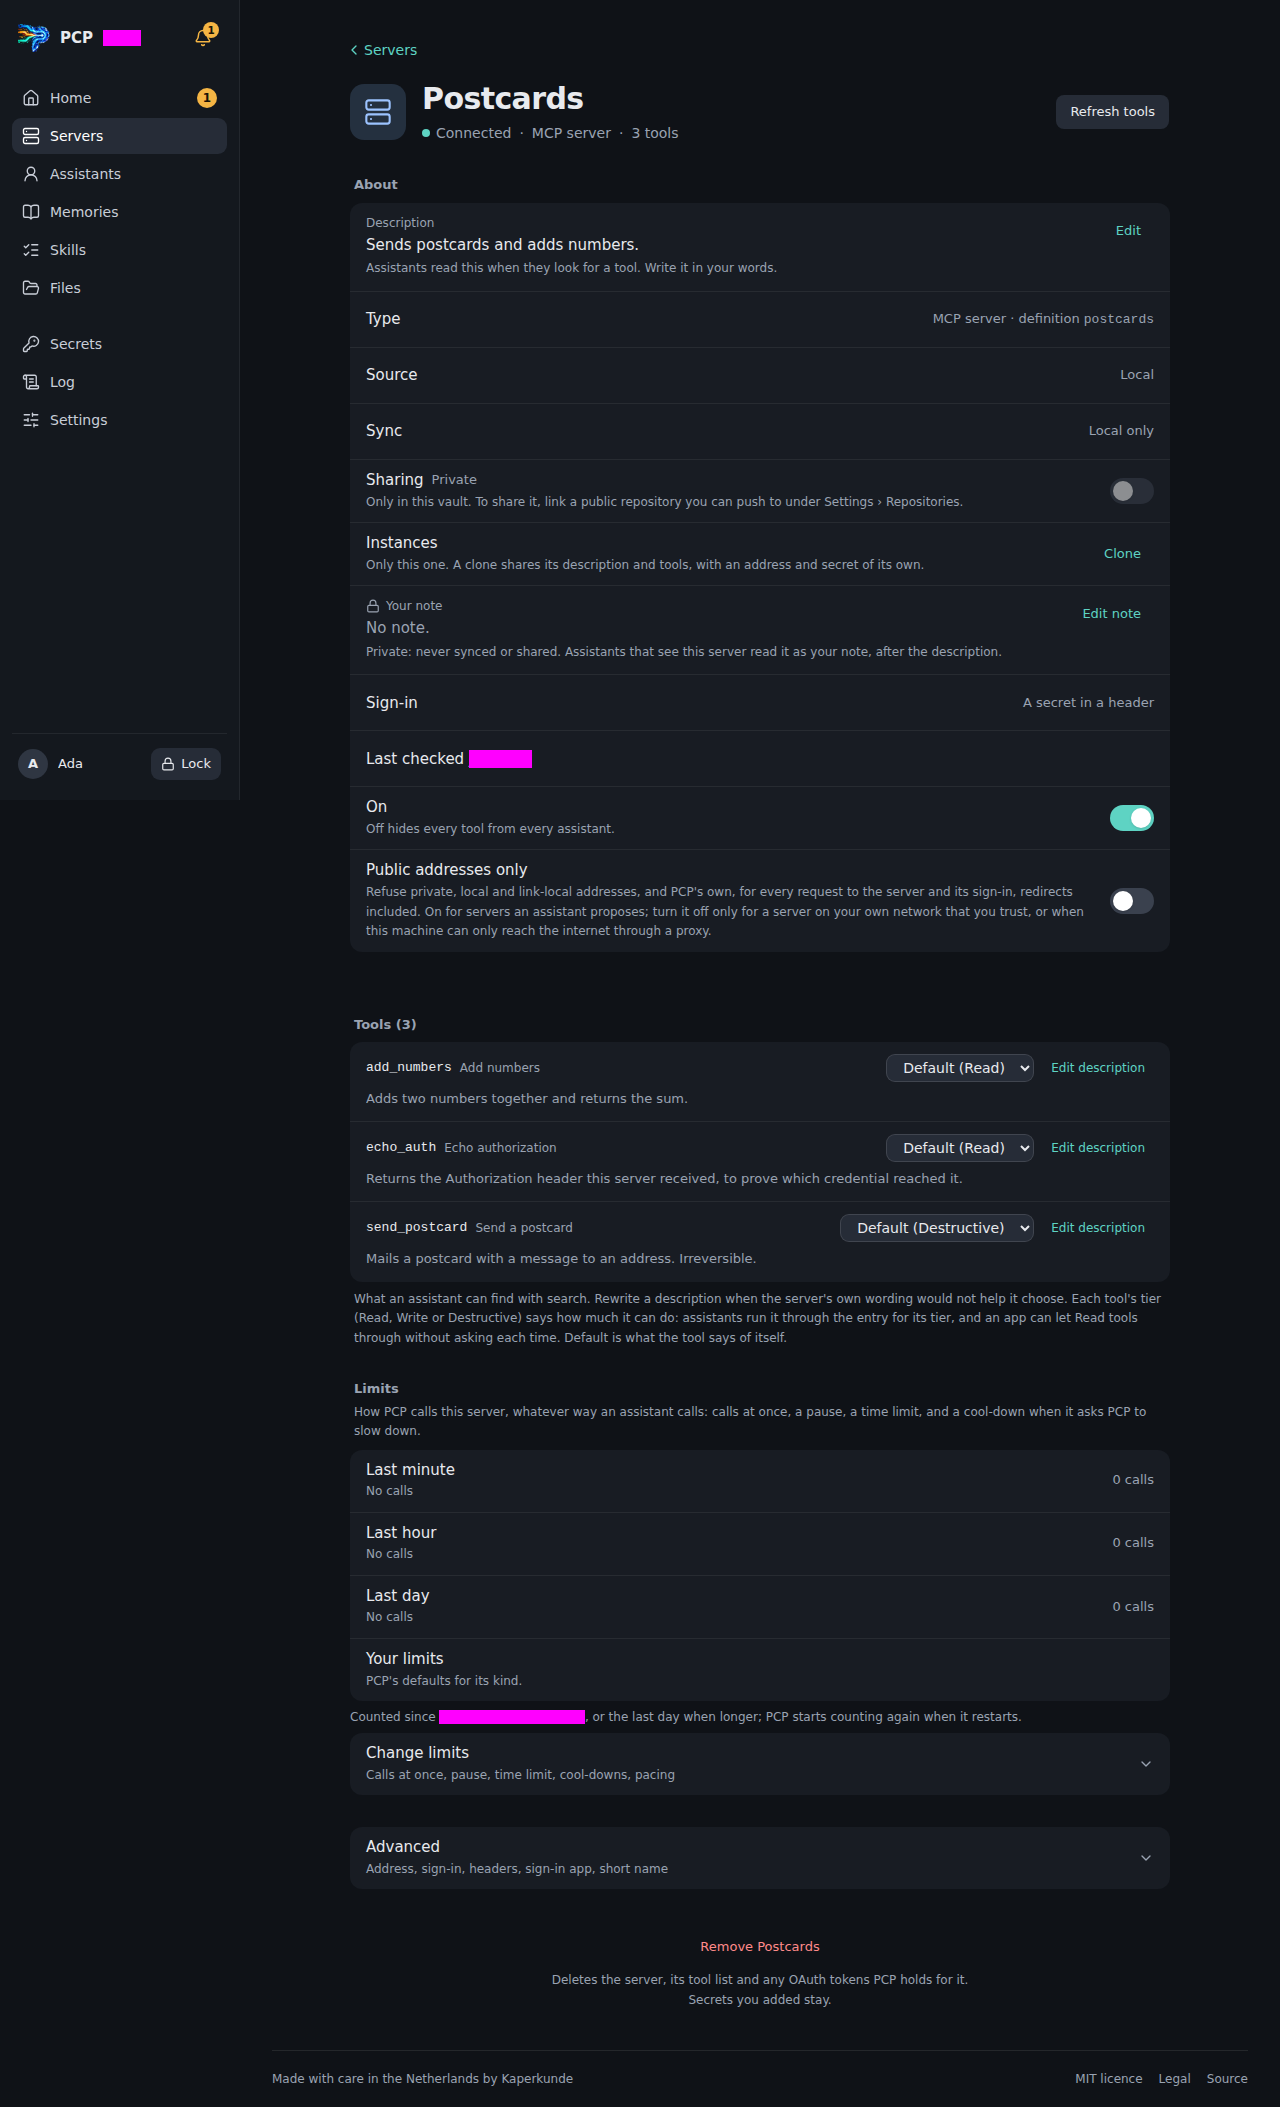 PCP
1
Home
1
Servers
Assistants
Memories
Skills
Files
Secrets
Log
Settings
A
Ada
Lock
Servers
Postcards
Connected · MCP server · 3 tools
Refresh tools
About
Description
Sends postcards and adds numbers.
Assistants read this when they look for a tool. Write it in your words.
Edit
Type
MCP server · definition postcards
Source
Local
Sync
Local only
Sharing Private
Only in this vault. To share it, link a public repository you can push to under Settings › Repositories.
Instances
Only this one. A clone shares its description and tools, with an address and secret of its own.
Clone
Your note
No note.
Private: never synced or shared. Assistants that see this server read it as your note, after the description.
Edit note
Sign-in
A secret in a header
Last checked
On
Off hides every tool from every assistant.
Public addresses only
Refuse private, local and link-local addresses, and PCP's own, for every request to the server and its sign-in, redirects
included. On for servers an assistant proposes; turn it off only for a server on your own network that you trust, or when
this machine can only reach the internet through a proxy.
Tools (3)
add_numbers Add numbers
Default (Read)
Edit description
Adds two numbers together and returns the sum.
echo_auth Echo authorization
Default (Read)
Edit description
Returns the Authorization header this server received, to prove which credential reached it.
send_postcard Send a postcard
Default (Destructive)
Edit description
Mails a postcard with a message to an address. Irreversible.
What an assistant can find with search. Rewrite a description when the server's own wording would not help it choose. Each tool's tier
(Read, Write or Destructive) says how much it can do: assistants run it through the entry for its tier, and an app can let Read tools
through without asking each time. Default is what the tool says of itself.
Limits
How PCP calls this server, whatever way an assistant calls: calls at once, a pause, a time limit, and a cool-down when it asks PCP to
slow down.
Last minute
No calls
0 calls
Last hour
No calls
0 calls
Last day
No calls
0 calls
Your limits
PCP's defaults for its kind.
Counted since , or the last day when longer; PCP starts counting again when it restarts.
Change limits
Calls at once, pause, time limit, cool-downs, pacing
Advanced
Address, sign-in, headers, sign-in app, short name
Remove Postcards
Deletes the server, its tool list and any OAuth tokens PCP holds for it.
Secrets you added stay.
Made with care in the Netherlands by Kaperkunde
MIT licence
Legal
Source